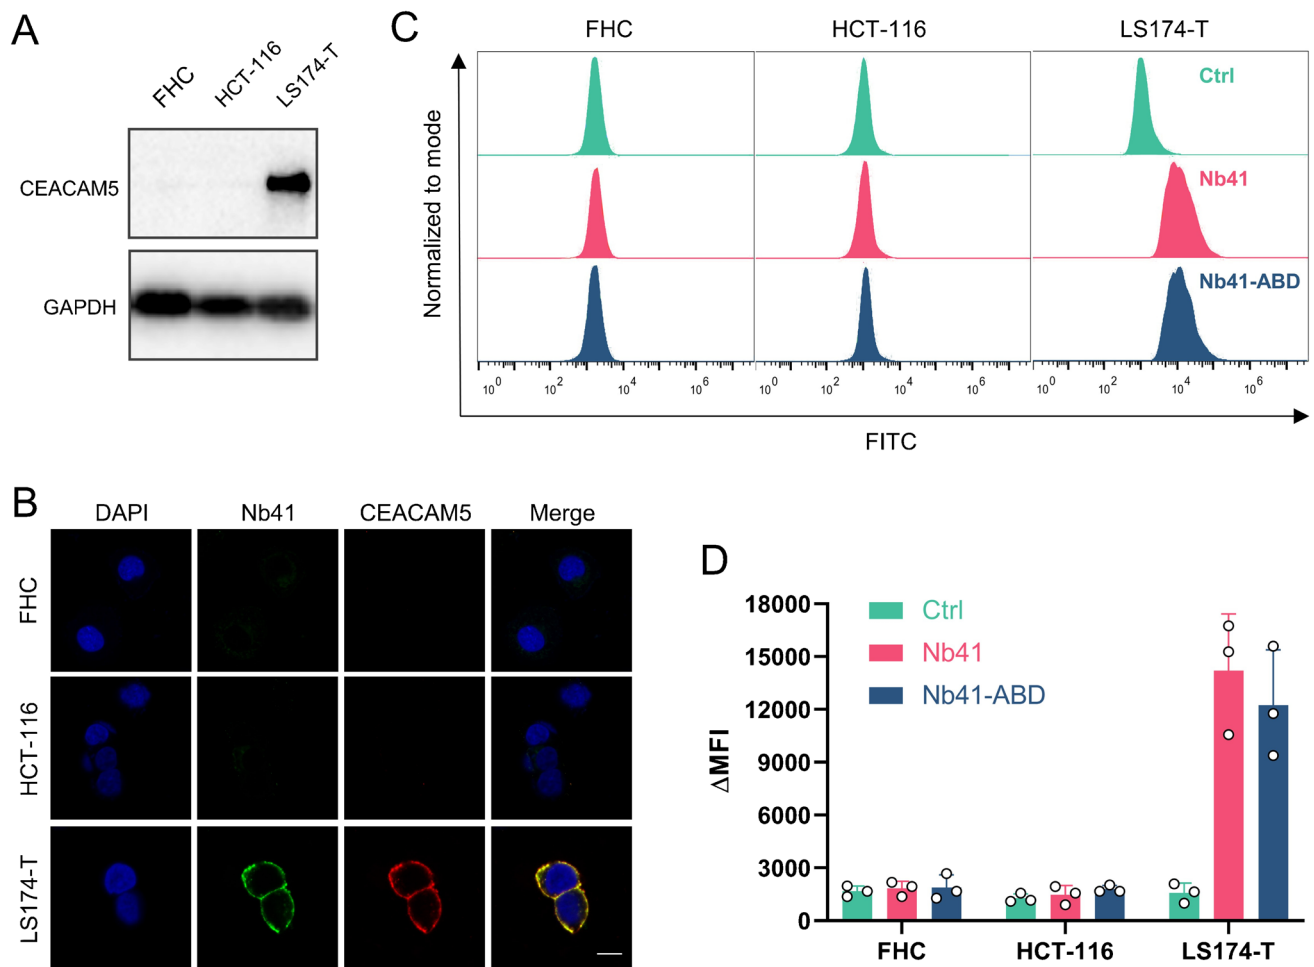 A
FHC
HCT-116
LS174-T
CEACAM5
GAPDH
C
FHC HCT-116 LS174-T
Normalized to mode
Ctrl
Nb41
Nb41-ABD
10^0 10^2 10^4 10^6 10^0 10^2 10^4 10^6 10^0 10^2 10^4 10^6
FITC
B
DAPI Nb41 CEACAM5 Merge
FHC
HCT-116
LS174-T
D
ΔMFI
18000
15000
12000
9000
6000
3000
0
Ctrl
Nb41
Nb41-ABD
FHC HCT-116 LS174-T